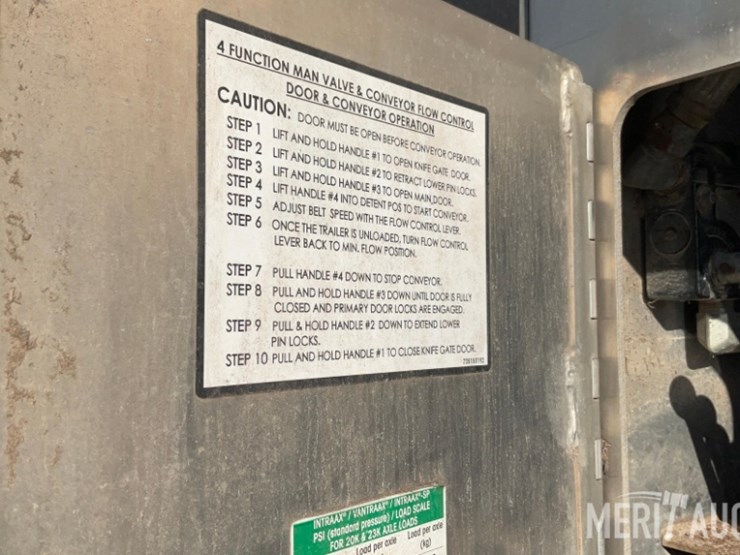 4 FUNCTION MAN VALVE & CONVEYOR FLOW CONTROL
DOOR & CONVEYOR OPERATION
CAUTION: DOOR MUST BE OPEN BEFORE CONVEYOR OPERATION
STEP 1 LIFT AND HOLD HANDLE #1 TO OPEN KNIFE GATE DOOR.
STEP 2 LIFT AND HOLD HANDLE #2 TO RETRACT LOWER PIN LOCKS.
STEP 3 LIFT AND HOLD HANDLE #3 TO OPEN MAIN DOOR.
STEP 4 LIFT HANDLE #4 INTO DETENT POS TO START CONVEYOR.
STEP 5 ADJUST BELT SPEED WITH THE FLOW CONTROL LEVER.
STEP 6 ONCE THE TRAILER IS UNLOADED, TURN FLOW CONTROL
LEVER BACK TO MIN. FLOW POSITION.
STEP 7 PULL HANDLE #4 DOWN TO STOP CONVEYOR.
STEP 8 PULL AND HOLD HANDLE #3 DOWN UNTIL DOOR IS FULLY
CLOSED AND PRIMARY DOOR LOCKS ARE ENGAGED.
STEP 9 PULL & HOLD HANDLE #2 DOWN TO EXTEND LOWER
PIN LOCKS.
STEP 10 PULL AND HOLD HANDLE #1 TO CLOSE KNIFE GATE DOOR.
INTRAAX® / VANTRAAX® / INTRAAX®-SP
PSI (standard pressure) / LOAD SCALE
FOR 20K & 23K AXLE LOADS
Load per axle Load per axle
(kg)
MERIT AUC